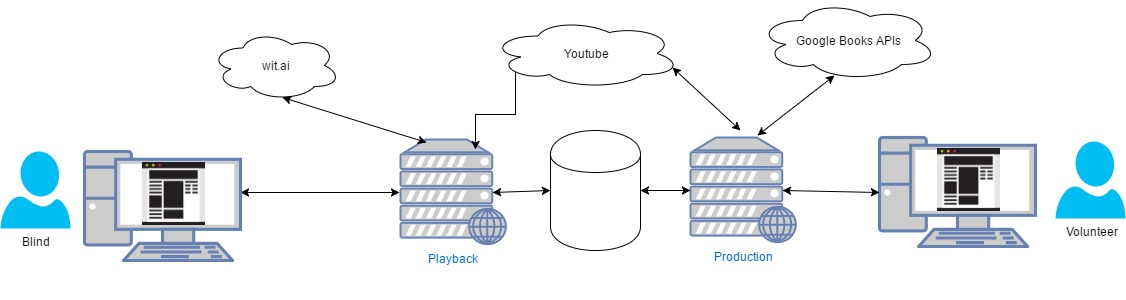 wit.ai
Youtube
Google Books APIs
Blind
Playback
Production
Volunteer